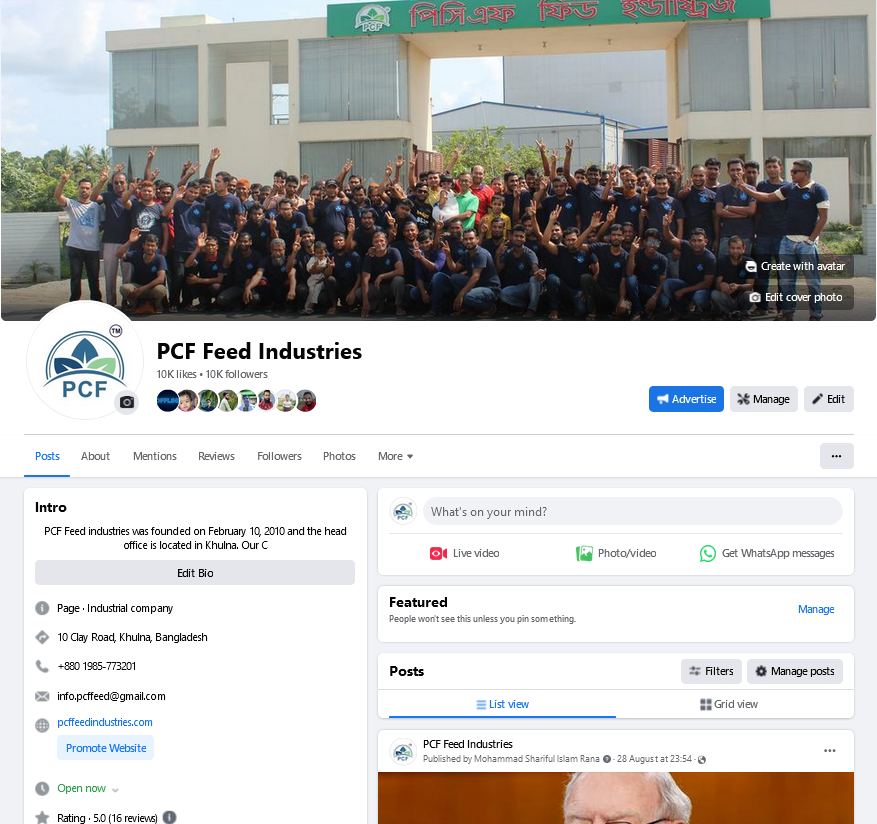 PCF
পিসিএফ ফিড ইন্ডাস্ট্রিজ
Create with avatar
Edit cover photo
TM
PCF
PCF Feed Industries
10K likes • 10K followers
Advertise
Manage
Edit
Posts
About
Mentions
Reviews
Followers
Photos
More
Intro
PCF Feed industries was founded on February 10, 2010 and the head
office is located in Khulna. Our C
Edit Bio
Page · Industrial company
10 Clay Road, Khulna, Bangladesh
+880 1985-773201
info.pcffeed@gmail.com
pcffeedindustries.com
Promote Website
Open now
Rating · 5.0 (16 reviews)
What's on your mind?
Live video
Photo/video
Get WhatsApp messages
Featured
Manage
People won't see this unless you pin something.
Posts
Filters
Manage posts
List view
Grid view
PCF Feed Industries
Published by Mohammad Shariful Islam Rana · 28 August at 23:54 ·